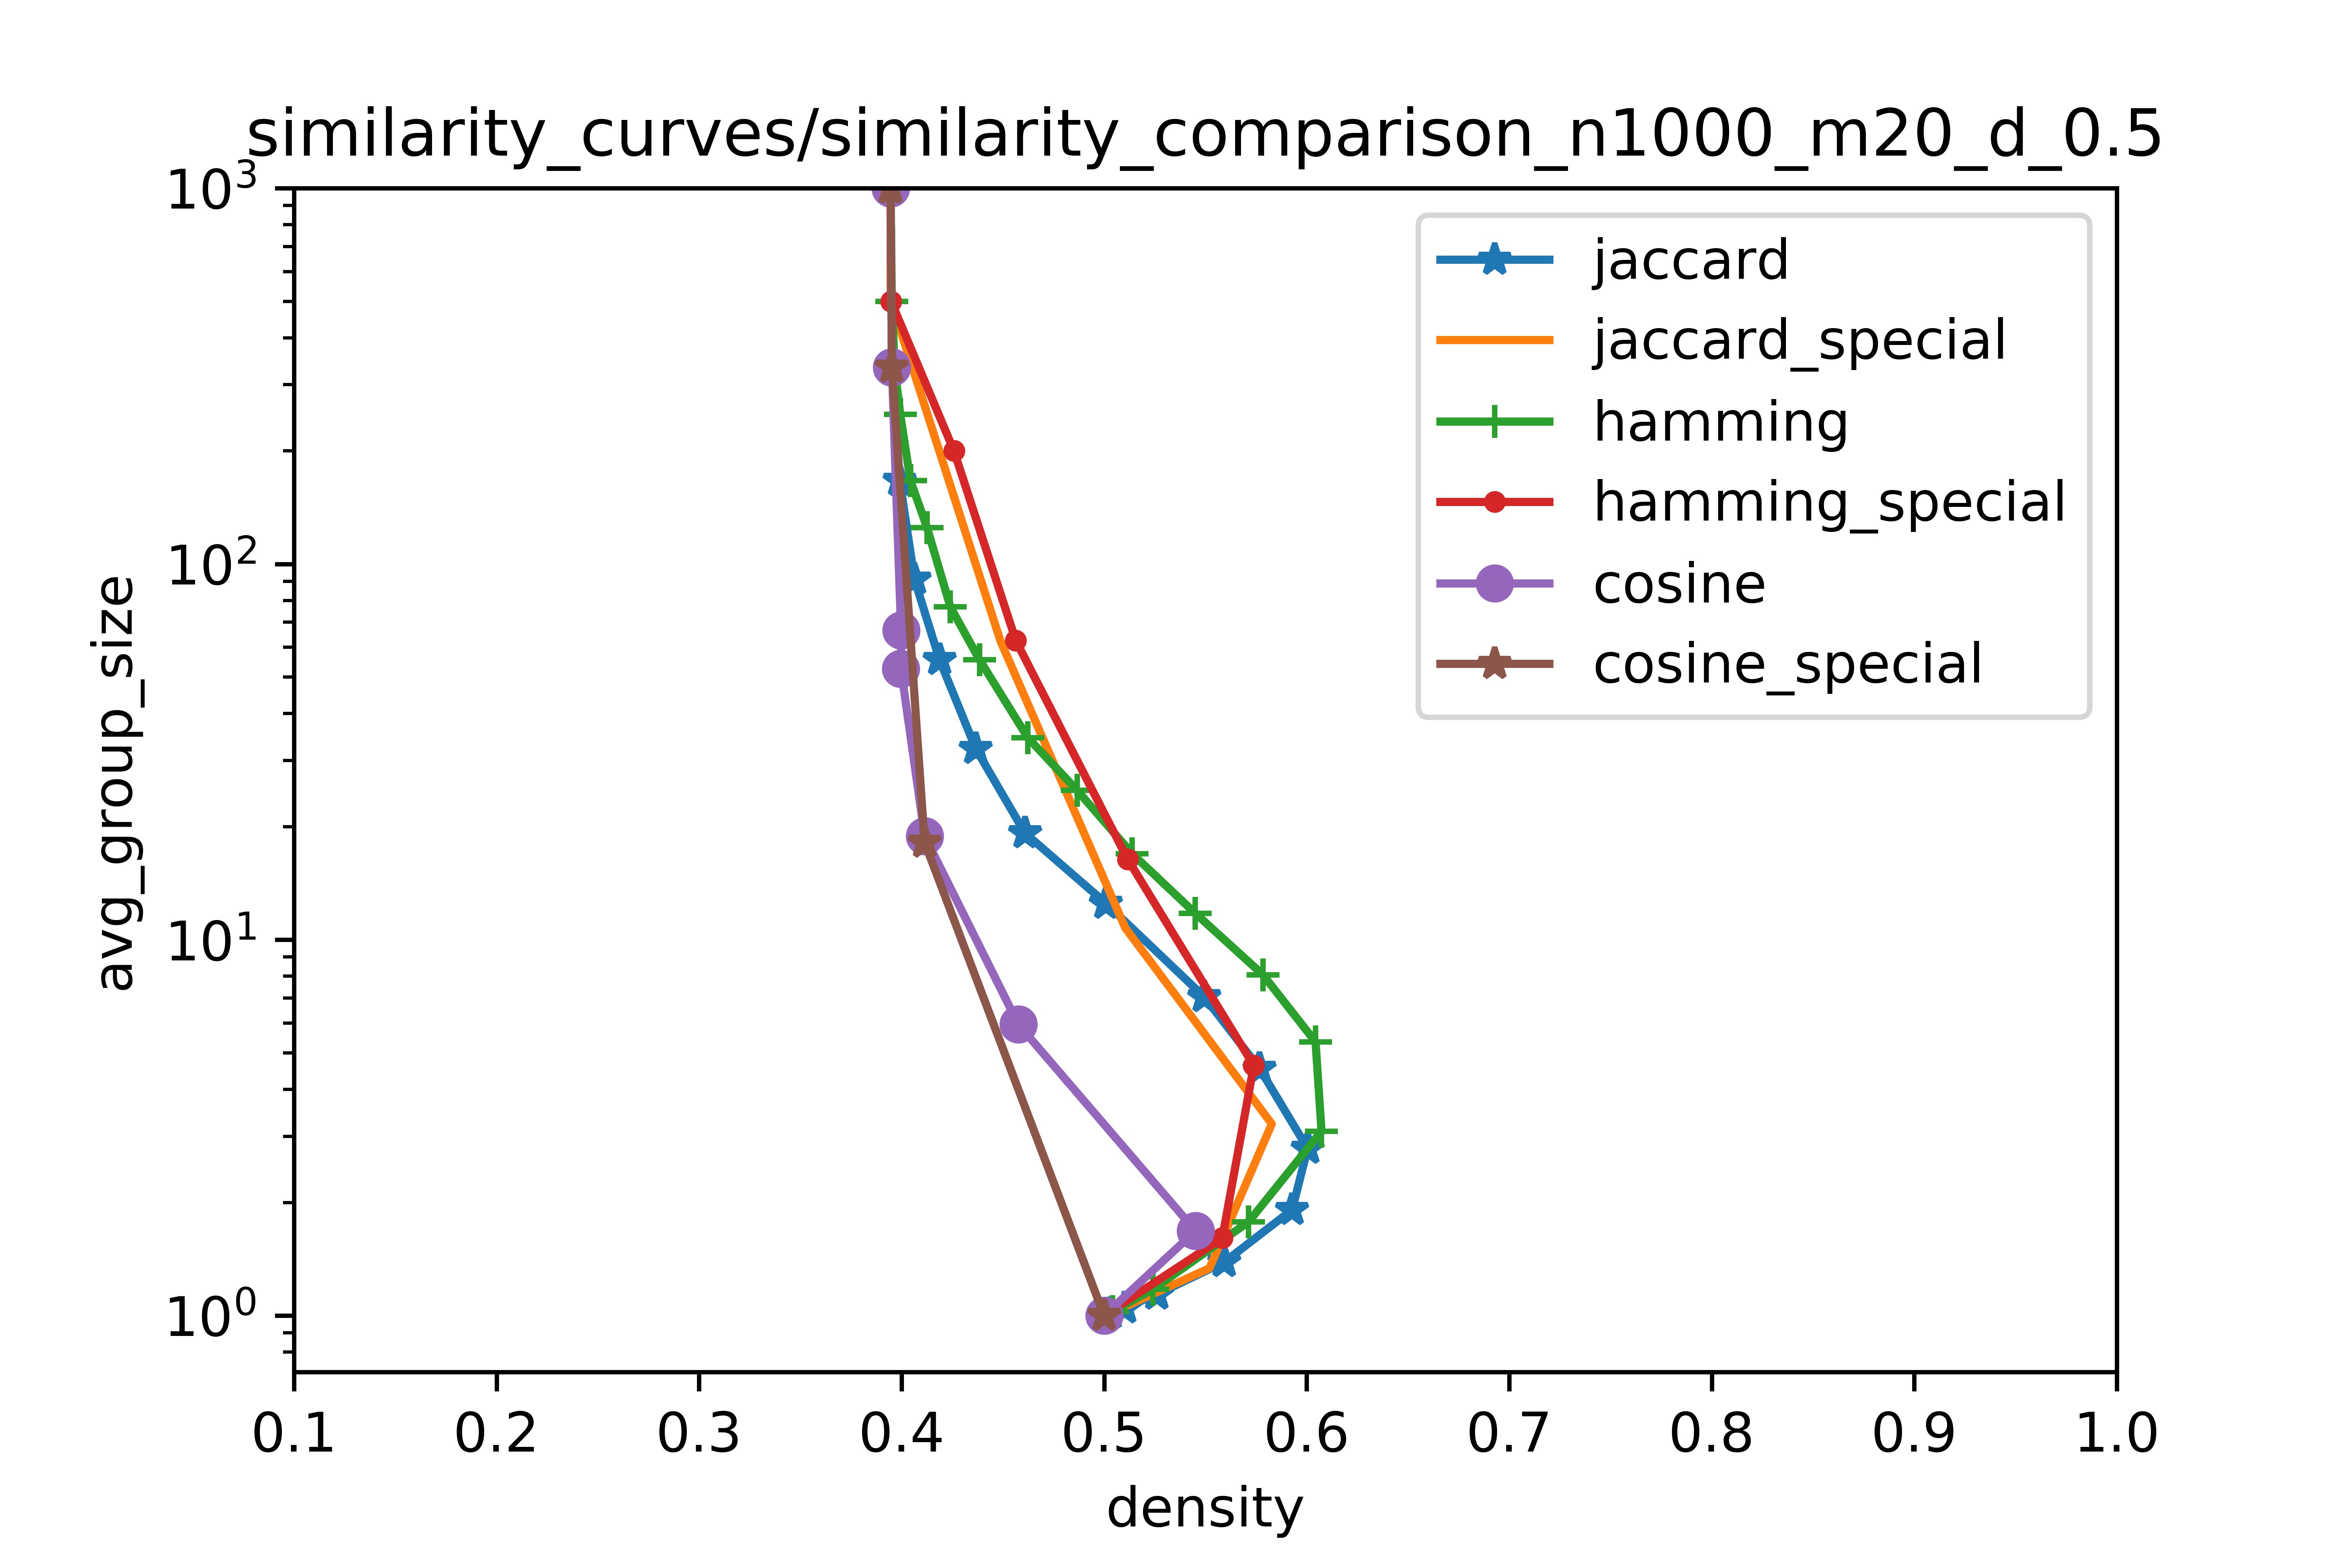 similarity_curves/similarity_comparison_n1000_m20_d_0.5
10³
10²
10¹
10⁰
avg_group_size
jaccard
jaccard_special
hamming
hamming_special
cosine
cosine_special
0.1 0.2 0.3 0.4 0.5 0.6 0.7 0.8 0.9 1.0
density